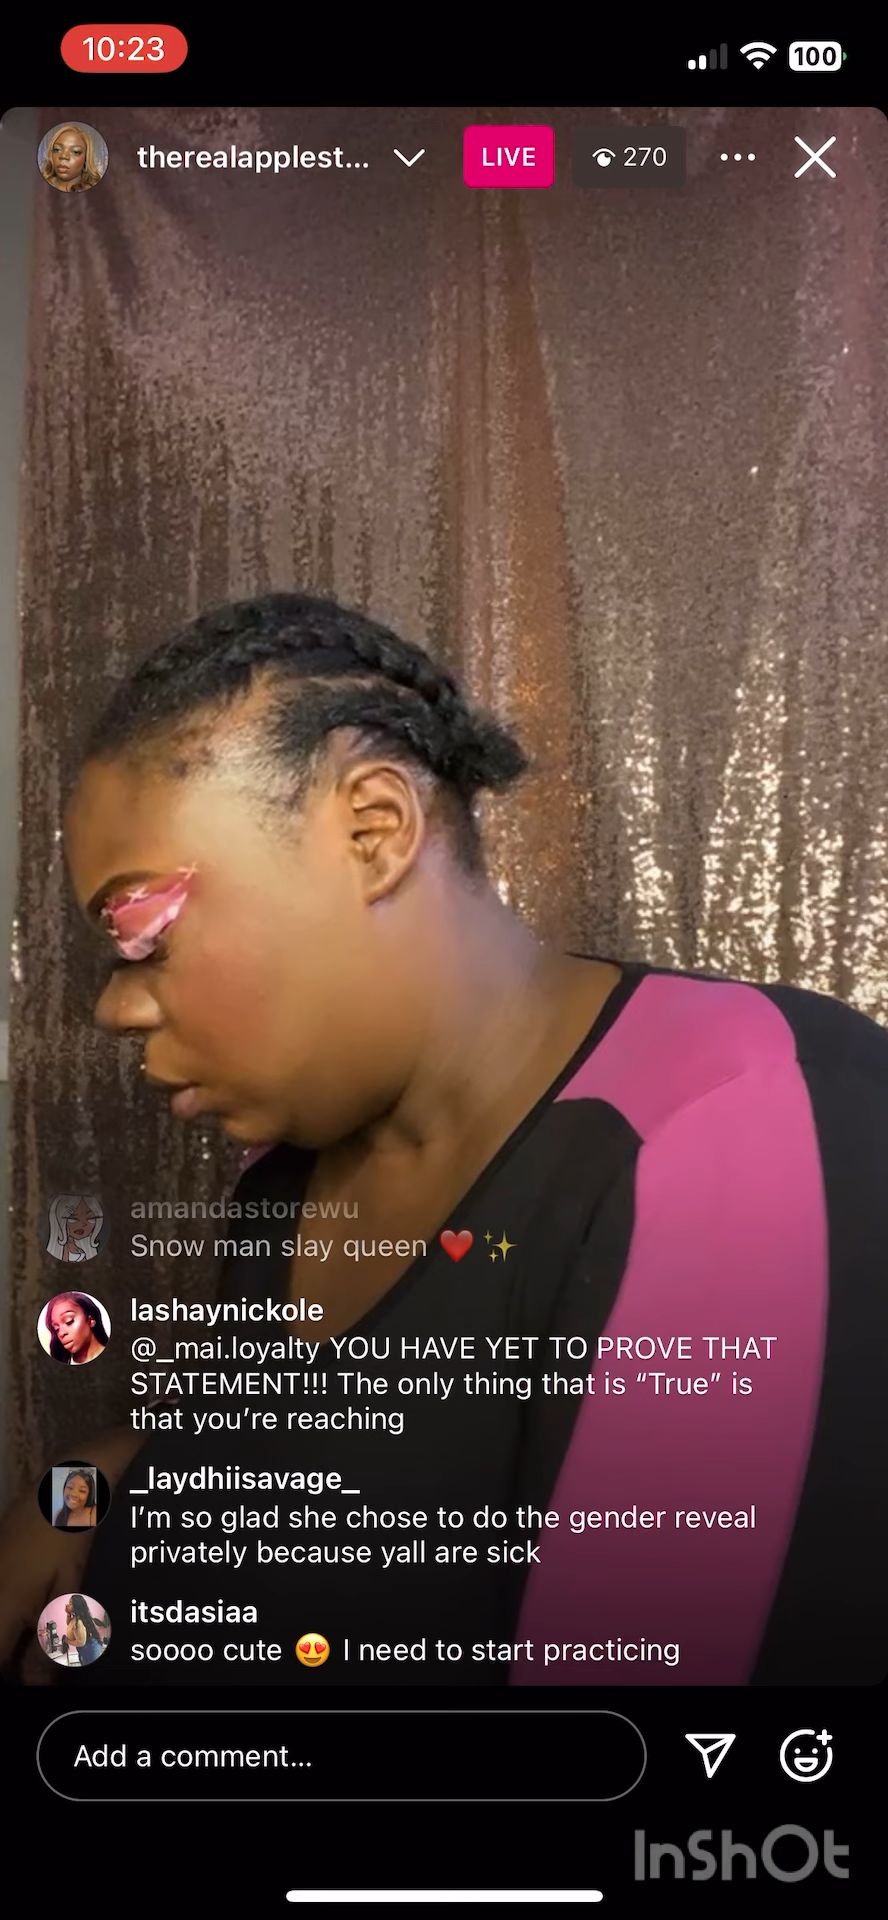 10:23
100
therealapplest...
LIVE
270
amandastorewu
Snow man slay queen ❤️✨
lashaynickole
@_mai.loyalty YOU HAVE YET TO PROVE THAT
STATEMENT!!! The only thing that is “True” is
that you’re reaching
_laydhiisavage_
I’m so glad she chose to do the gender reveal
privately because yall are sick
itsdasiaa
soooo cute 😍 I need to start practicing
Add a comment...
InShOt